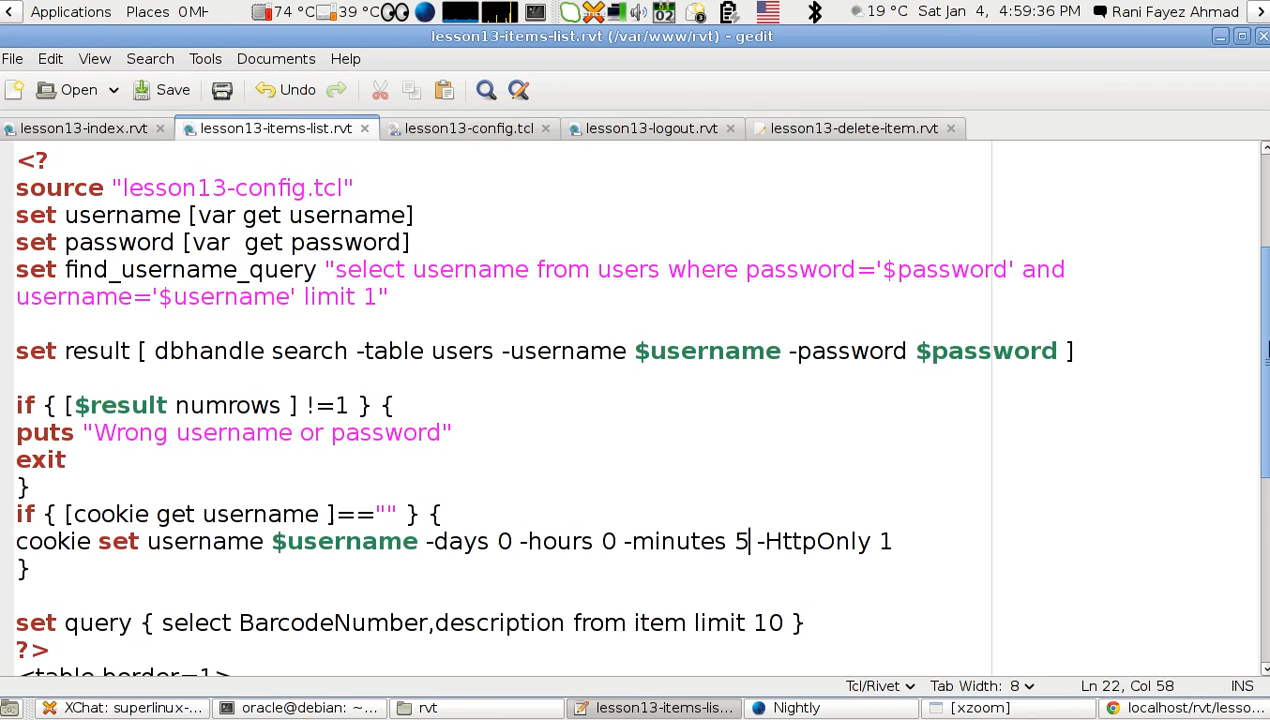 Applications Places 0MH 74 °C 39 °C 01 02 19 °C Sat Jan 4, 4:59:36 PM Rani Fayez Ahmad
lesson13-items-list.rvt (/var/www/rvt) - gedit
File Edit View Search Tools Documents Help
Open Save Undo
lesson13-index.rvt lesson13-items-list.rvt lesson13-config.tcl lesson13-logout.rvt lesson13-delete-item.rvt
<?
source "lesson13-config.tcl"
set username [var get username]
set password [var  get password]
set find_username_query "select username from users where password='$password' and
username='$username' limit 1"
set result [ dbhandle search -table users -username $username -password $password ]
if { [$result numrows ] !=1 } {
puts "Wrong username or password"
exit
}
if { [cookie get username ]=="" } {
cookie set username $username -days 0 -hours 0 -minutes 5 -HttpOnly 1
}
set query { select BarcodeNumber,description from item limit 10 }
?>
<table border=1>
Tcl/Rivet Tab Width: 8 Ln 22, Col 58 INS
XChat: superlinux-... oracle@debian: ~... rvt lesson13-items-lis... Nightly [xzoom] localhost/rvt/lesso...